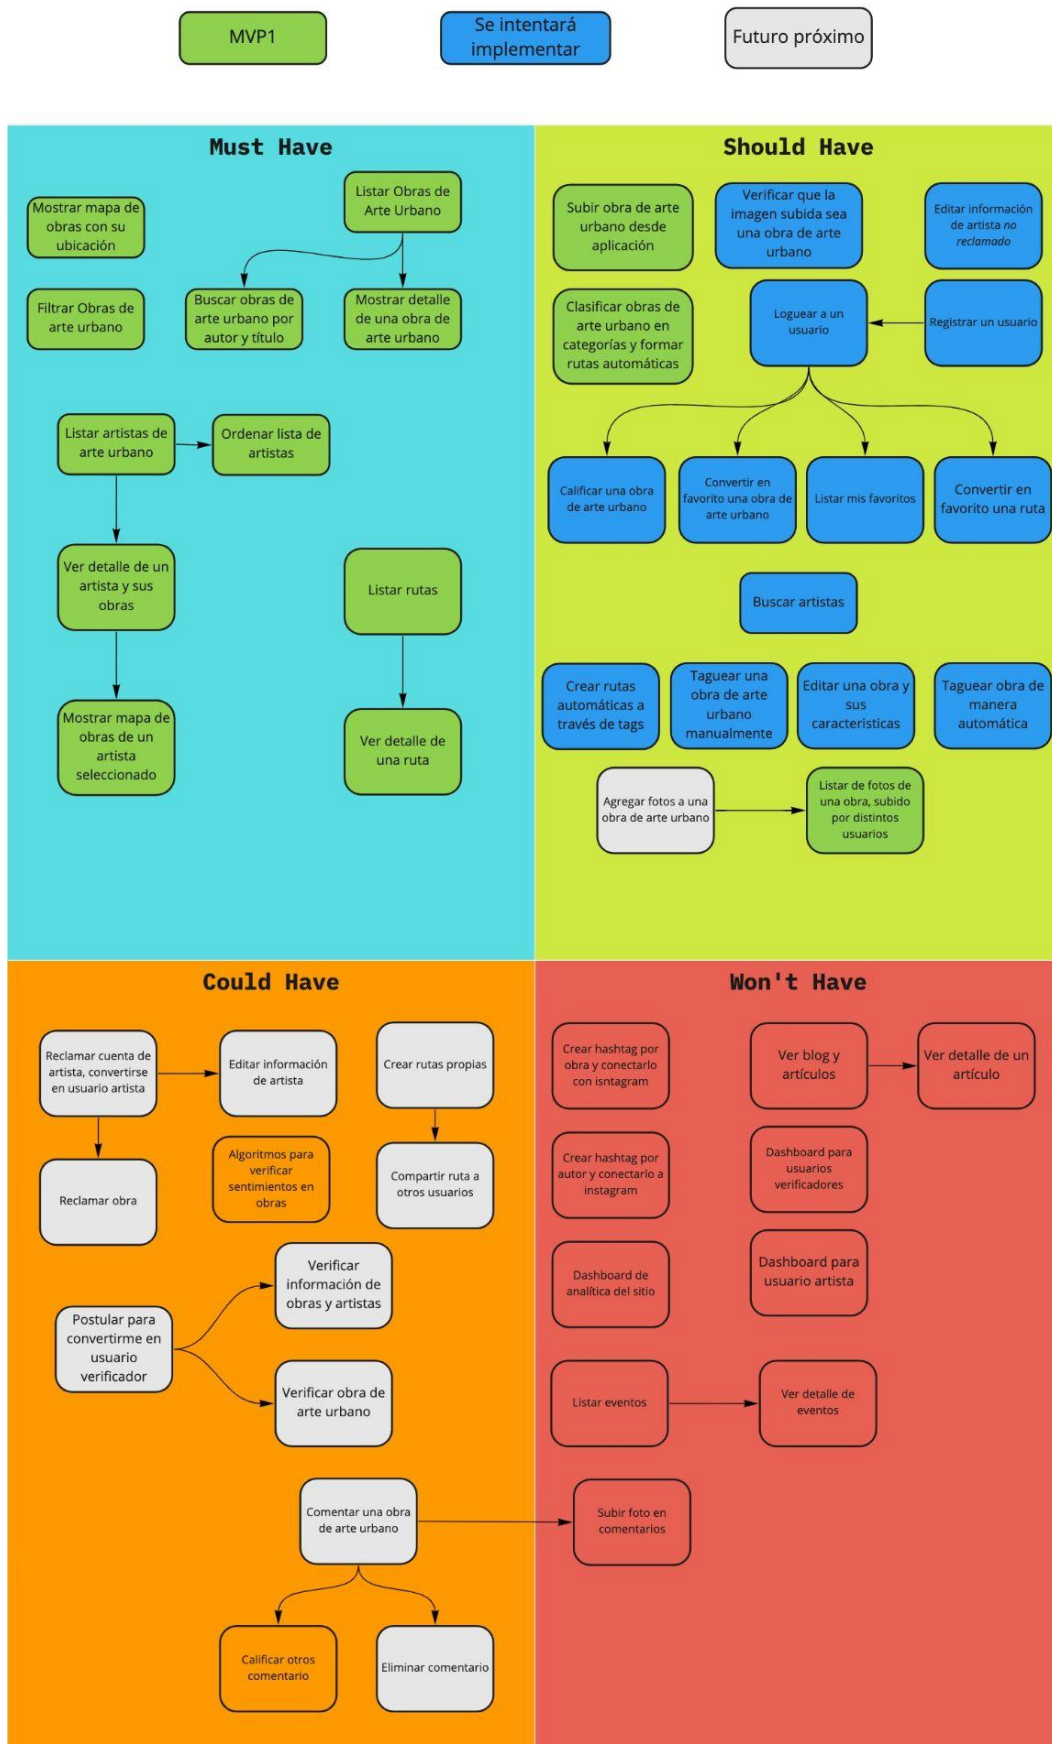 MVP1
Se intentará
implementar
Futuro próximo
Must Have
Mostrar mapa de
obras con su
ubicación
Listar Obras de
Arte Urbano
Filtrar Obras de
arte urbano
Buscar obras de
arte urbano por
autor y título
Mostrar detalle
de una obra de
arte urbano
Listar artistas de
arte urbano
Ordenar lista de
artistas
Ver detalle de un
artista y sus
obras
Listar rutas
Mostrar mapa de
obras de un
artista
seleccionado
Ver detalle de
una ruta
Should Have
Subir obra de arte
urbano desde
aplicación
Verificar que la
imagen subida sea
una obra de arte
urbano
Editar información
de artista no
reclamado
Clasificar obras de
arte urbano en
categorías y formar
rutas automáticas
Loguear a un
usuario
Registrar un usuario
Calificar una obra
de arte urbano
Convertir en
favorito una obra de
arte urbano
Listar mis favoritos
Convertir en
favorito una ruta
Buscar artistas
Crear rutas
automáticas a
través de tags
Taguear una
obra de arte
urbano
manualmente
Editar una obra y
sus
caracteristicas
Taguear obra de
manera
automática
Agregar fotos a una
obra de arte urbano
Listar de fotos de
una obra, subido
por distintos
usuarios
Could Have
Reclamar cuenta de
artista, convertirse
en usuario artista
Editar información
de artista
Crear rutas propias
Reclamar obra
Algoritmos para
verificar
sentimientos en
obras
Compartir ruta a
otros usuarios
Verificar
información de
obras y artistas
Postular para
convertirme en
usuario
verificador
Verificar obra de
arte urbano
Comentar una obra
de arte urbano
Calificar otros
comentario
Eliminar comentario
Won't Have
Crear hashtag por
obra y conectarlo
con isntagram
Ver blog y
artículos
Ver detalle de un
artículo
Crear hashtag por
autor y conectarlo a
instagram
Dashboard para
usuarios
verificadores
Dashboard de
analítica del sitio
Dashboard para
usuario artista
Listar eventos
Ver detalle de
eventos
Subir foto en
comentarios